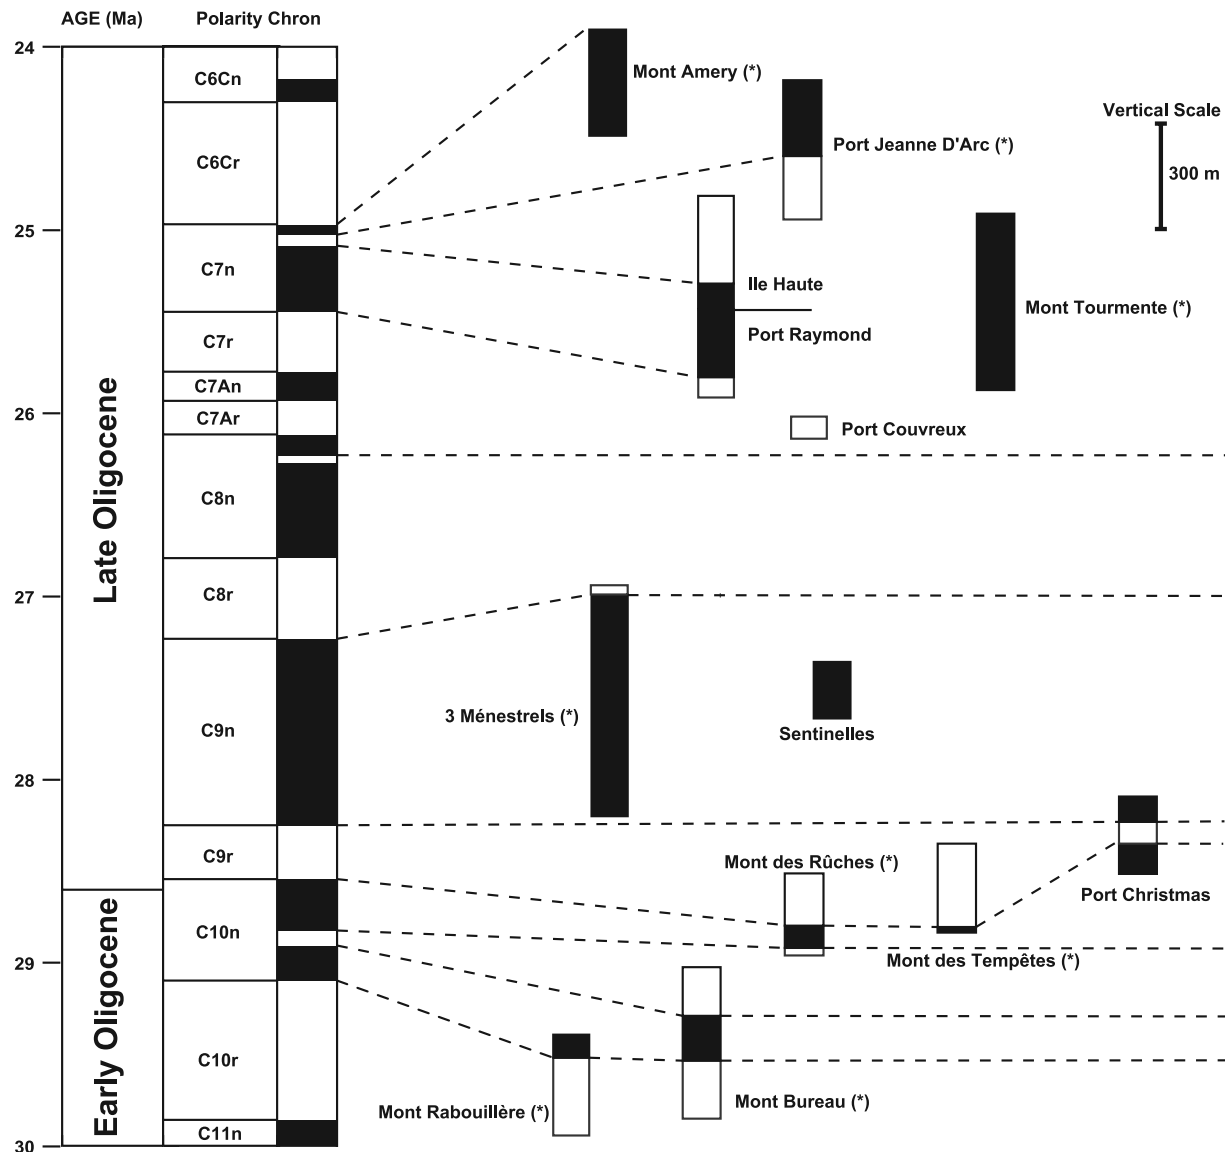 AGE (Ma)
Polarity Chron
24
25
26
27
28
29
30
Late Oligocene
Early Oligocene
C6Cn
C6Cr
C7n
C7r
C7An
C7Ar
C8n
C8r
C9n
C9r
C10n
C10r
C11n
Mont Amery (*)
Port Jeanne D'Arc (*)
Vertical Scale
300 m
Ile Haute
Port Raymond
Mont Tourmente (*)
Port Couvreux
3 Ménestrels (*)
Sentinelles
Mont des Rûches (*)
Port Christmas
Mont des Tempêtes (*)
Mont Rabouillère (*)
Mont Bureau (*)